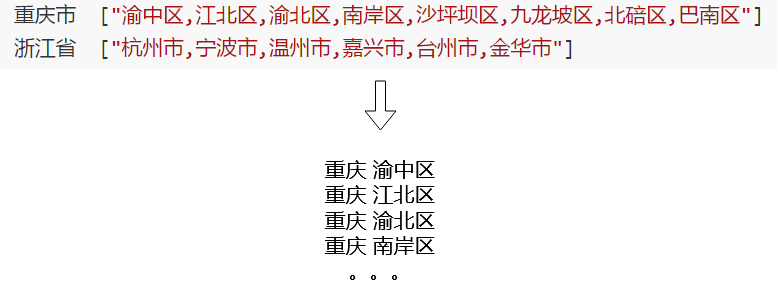 重庆市 ["渝中区,江北区,渝北区,南岸区,沙坪坝区,九龙坡区,北碚区,巴南区"]
浙江省 ["杭州市,宁波市,温州市,嘉兴市,台州市,金华市"]
重庆 渝中区
重庆 江北区
重庆 渝北区
重庆 南岸区
。。。